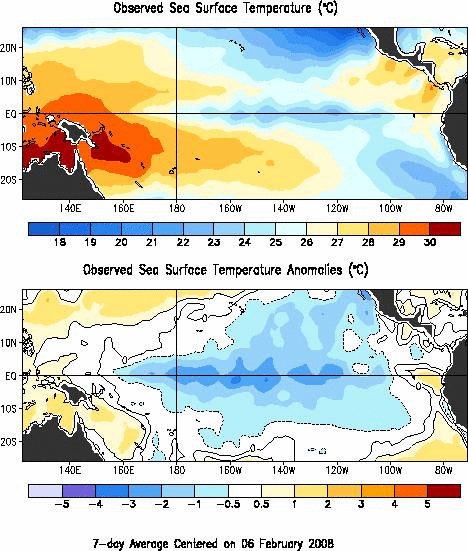 Observed Sea Surface Temperature (°C)
20N
10N
EQ
10S
20S
140E 160E 180 160W 140W 120W 100W 80W
18 19 20 21 22 23 24 25 26 27 28 29 30
Observed Sea Surface Temperature Anomalies (°C)
20N
10N
EQ
10S
20S
140E 160E 180 160W 140W 120W 100W 80W
-5 -4 -3 -2 -1 -0.5 0.5 1 2 3 4 5
7-day Average Centered on 06 February 2008